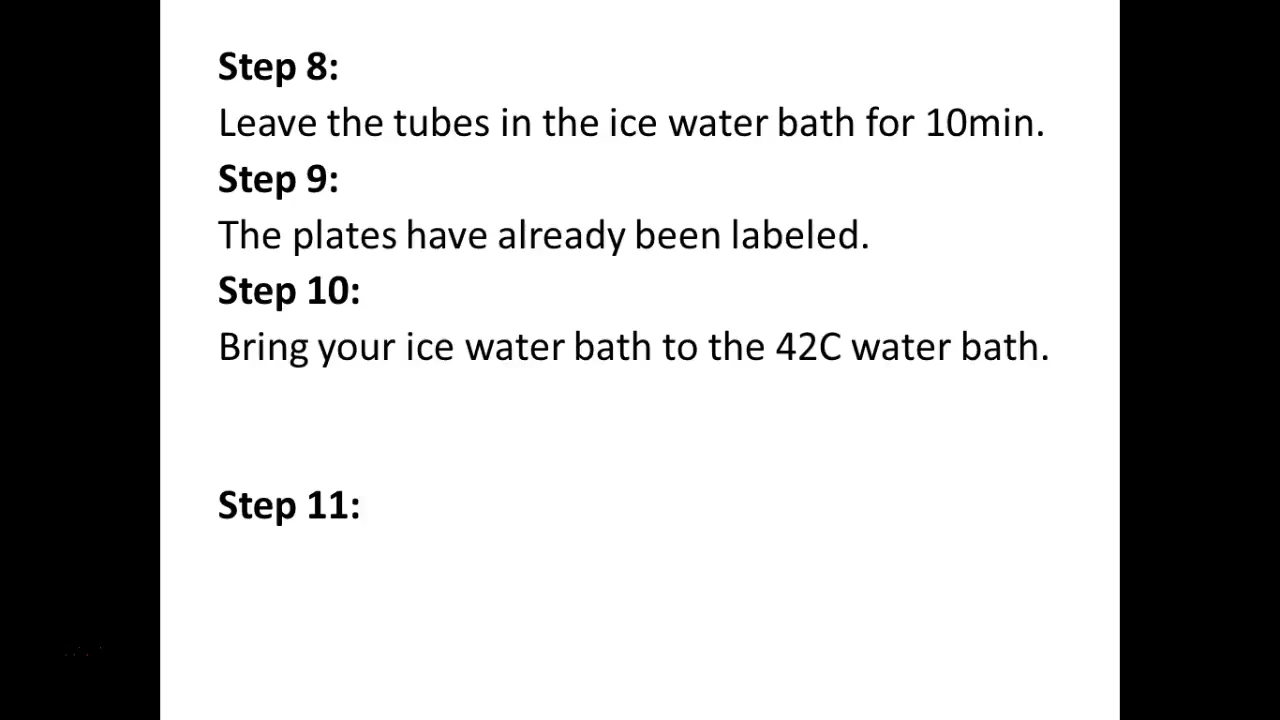 Step 8:
Leave the tubes in the ice water bath for 10min.
Step 9:
The plates have already been labeled.
Step 10:
Bring your ice water bath to the 42C water bath.
Step 11: